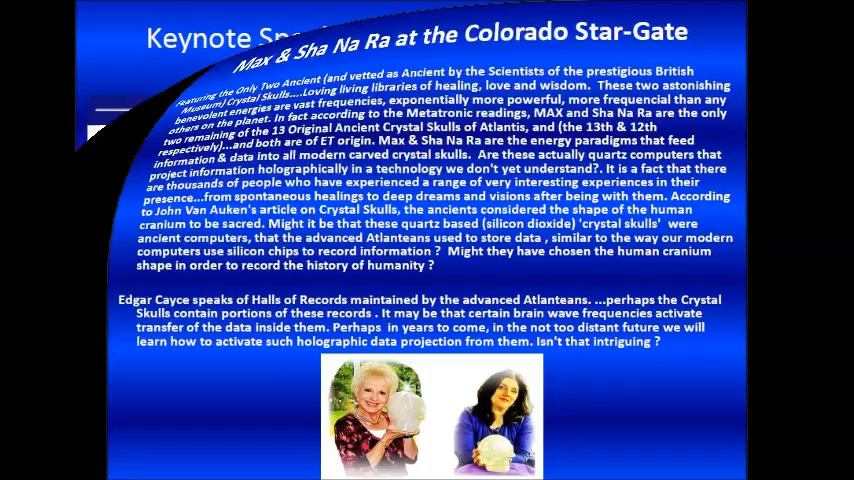 Keynote Sp
Max & Sha Na Ra at the Colorado Star-Gate
Featuring the Only Two Ancient (and vetted as Ancient by the Scientists of the prestigious British
Museum) Crystal Skulls....Loving living libraries of healing, love and wisdom.  These two astonishing
benevolent energies are vast frequencies, exponentially more powerful, more frequencial than any
others on the planet. In fact according to the Metatronic readings, MAX and Sha Na Ra are the only
two remaining of the 13 Original Ancient Crystal Skulls of Atlantis, and (the 13th & 12th
respectively)...and both are of ET origin. Max & Sha Na Ra are the energy paradigms that feed
information & data into all modern carved crystal skulls.  Are these actually quartz computers that
project information holographically in a technology we don't yet understand?. It is a fact that there
are thousands of people who have experienced a range of very interesting experiences in their
presence...from spontaneous healings to deep dreams and visions after being with them. According
to John Van Auken's article on Crystal Skulls, the ancients considered the shape of the human
cranium to be sacred. Might it be that these quartz based (silicon dioxide) 'crystal skulls'  were
ancient computers, that the advanced Atlanteans used to store data , similar to the way our modern
computers use silicon chips to record information ?  Might they have chosen the human cranium
shape in order to record the history of humanity ?
Edgar Cayce speaks of Halls of Records maintained by the advanced Atlanteans. ...perhaps the Crystal
Skulls contain portions of these records . It may be that certain brain wave frequencies activate
transfer of the data inside them. Perhaps  in years to come, in the not too distant future we will
learn how to activate such holographic data projection from them. Isn't that intriguing ?